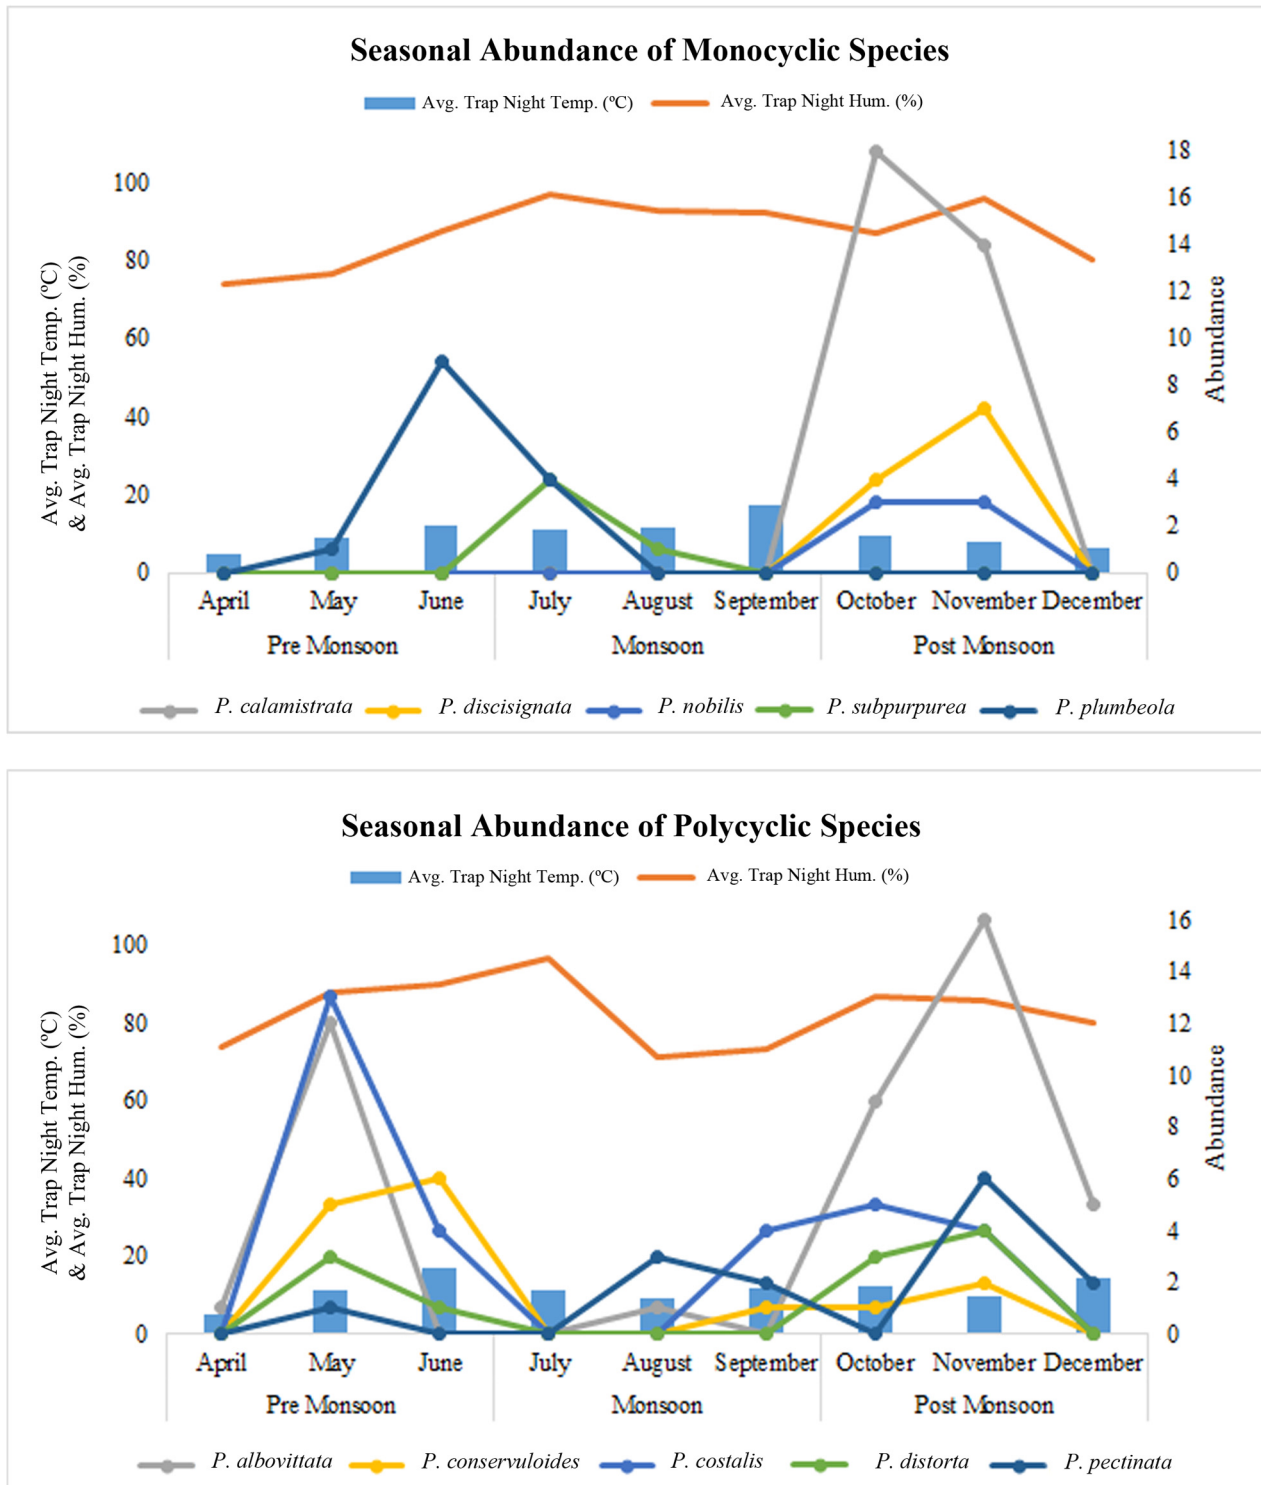 Seasonal Abundance of Monocyclic Species
Avg. Trap Night Temp. (ºC) Avg. Trap Night Hum. (%)
Avg. Trap Night Temp. (ºC)
& Avg. Trap Night Hum. (%)
100
80
60
40
20
0
18
16
14
12
10
8
6
4
2
0
Abundance
April May June July August September October November December
Pre Monsoon Monsoon Post Monsoon
P. calamistrata P. discisignata P. nobilis P. subpurpurea P. plumbeola
Seasonal Abundance of Polycyclic Species
Avg. Trap Night Temp. (ºC) Avg. Trap Night Hum. (%)
Avg. Trap Night Temp. (ºC)
& Avg. Trap Night Hum. (%)
100
80
60
40
20
0
16
14
12
10
8
6
4
2
0
Abundance
April May June July August September October November December
Pre Monsoon Monsoon Post Monsoon
P. albovittata P. conservuloides P. costalis P. distorta P. pectinata